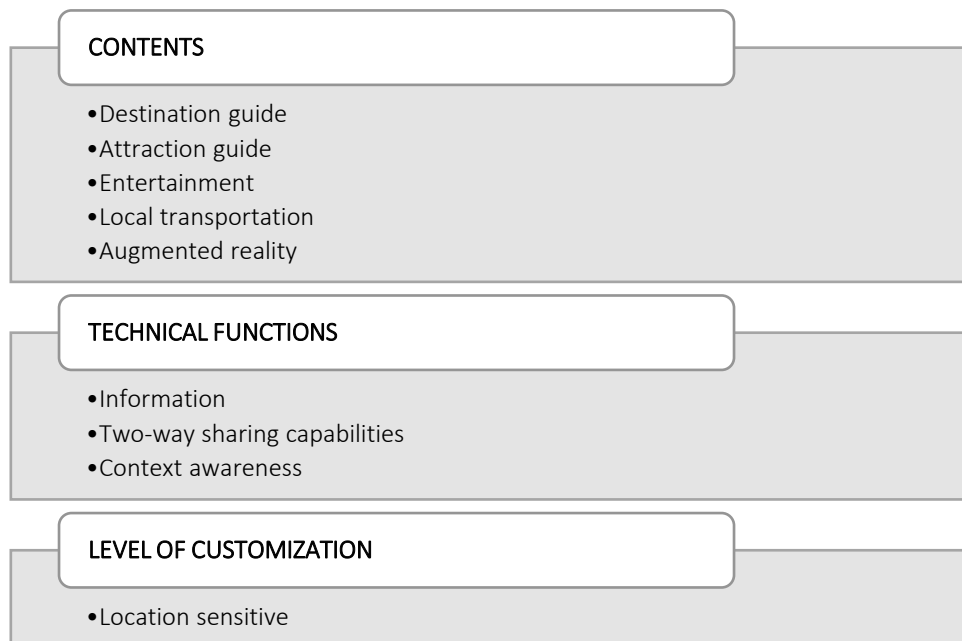 CONTENTS
•Destination guide
•Attraction guide
•Entertainment
•Local transportation
•Augmented reality
TECHNICAL FUNCTIONS
•Information
•Two-way sharing capabilities
•Context awareness
LEVEL OF CUSTOMIZATION
•Location sensitive